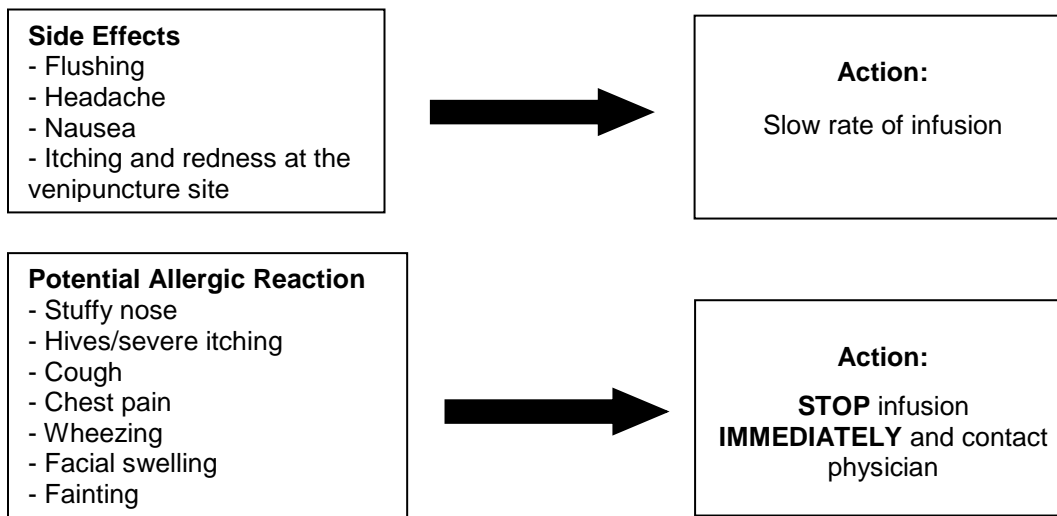 Side Effects
- Flushing
- Headache
- Nausea
- Itching and redness at the
venipuncture site
Action:
Slow rate of infusion
Potential Allergic Reaction
- Stuffy nose
- Hives/severe itching
- Cough
- Chest pain
- Wheezing
- Facial swelling
- Fainting
Action:
STOP infusion
IMMEDIATELY and contact
physician